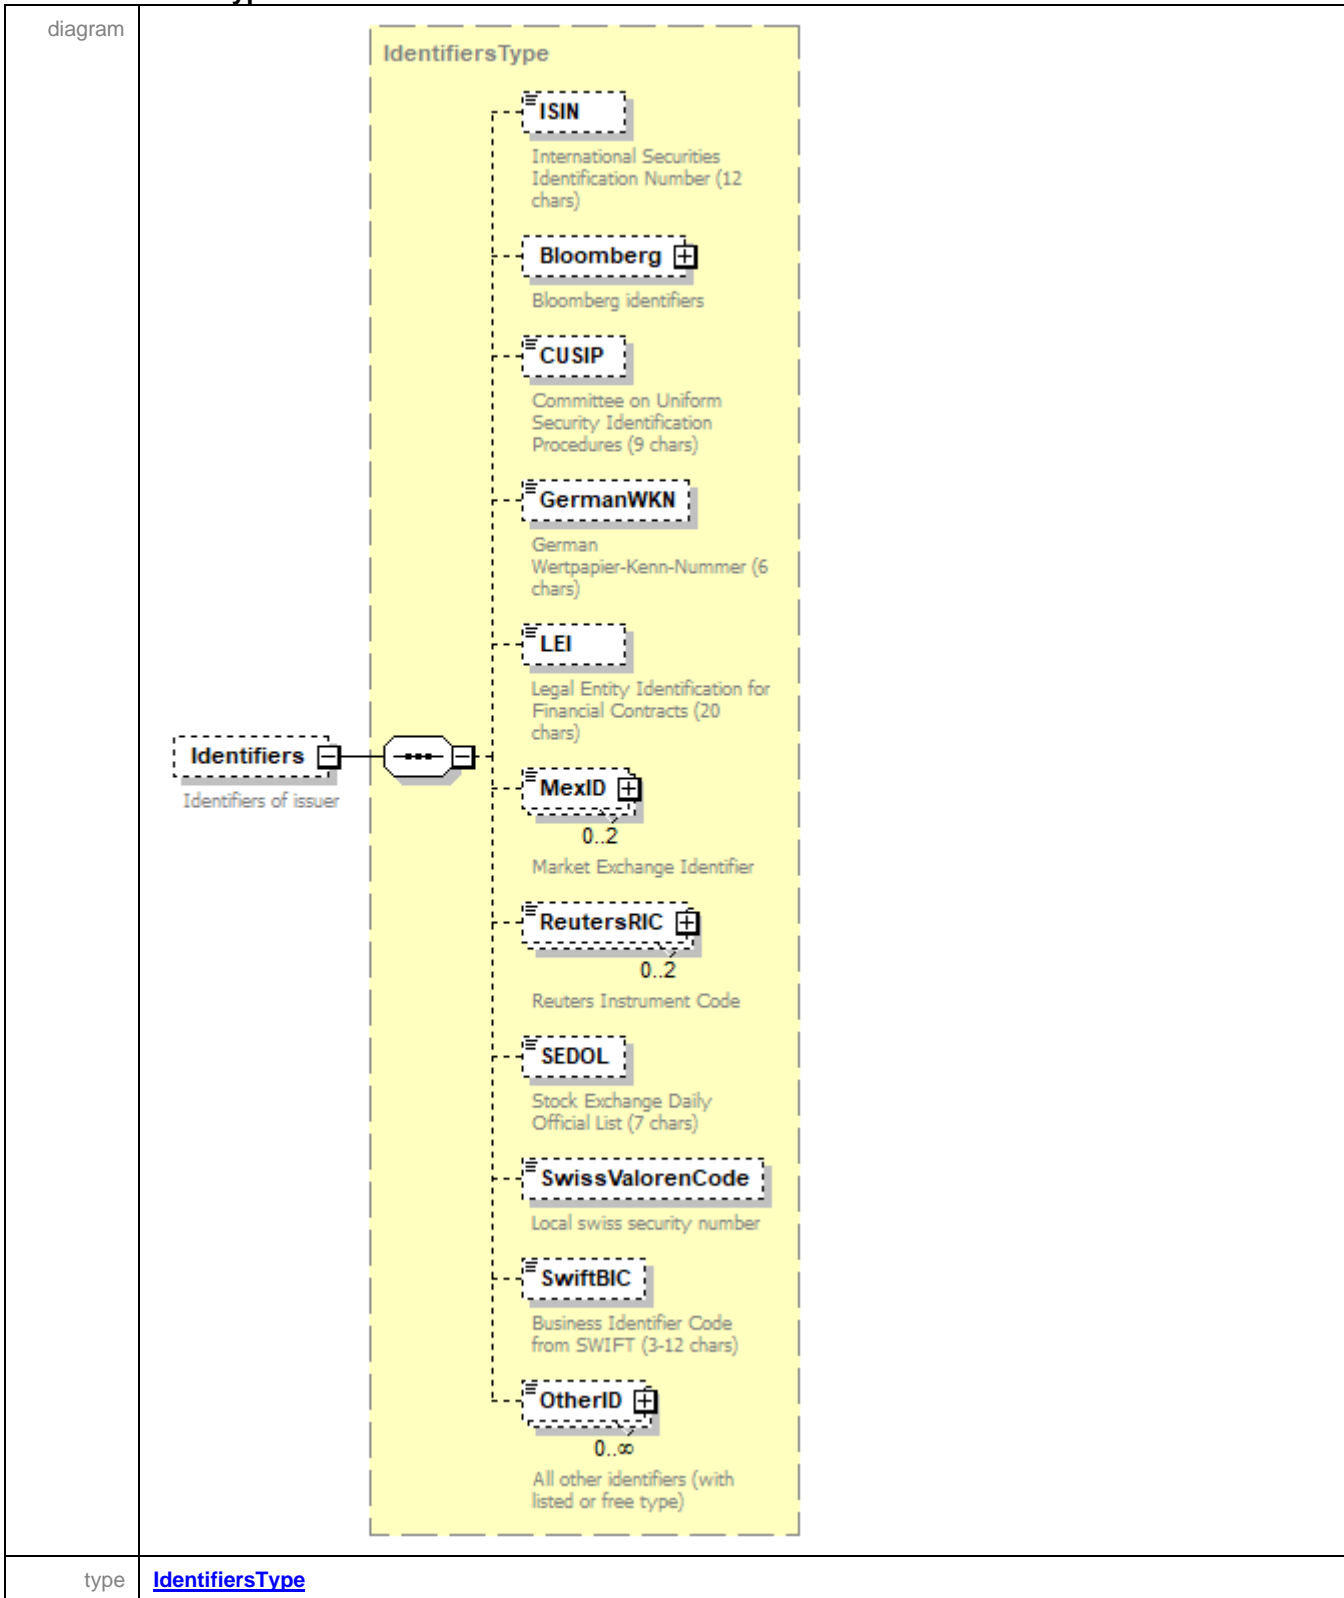 diagram
IdentifiersType
ISIN
International Securities
Identification Number (12
chars)
Bloomberg
Bloomberg identifiers
CUSIP
Committee on Uniform
Security Identification
Procedures (9 chars)
GermanWKN
German
Wertpapier-Kenn-Nummer (6
chars)
LEI
Legal Entity Identification for
Financial Contracts (20
chars)
Identifiers
Identifiers of issuer
MexID
0..2
Market Exchange Identifier
ReutersRIC
0..2
Reuters Instrument Code
SEDOL
Stock Exchange Daily
Official List (7 chars)
SwissValorenCode
Local swiss security number
SwiftBIC
Business Identifier Code
from SWIFT (3-12 chars)
OtherID
0..∞
All other identifiers (with
listed or free type)
type IdentifiersType